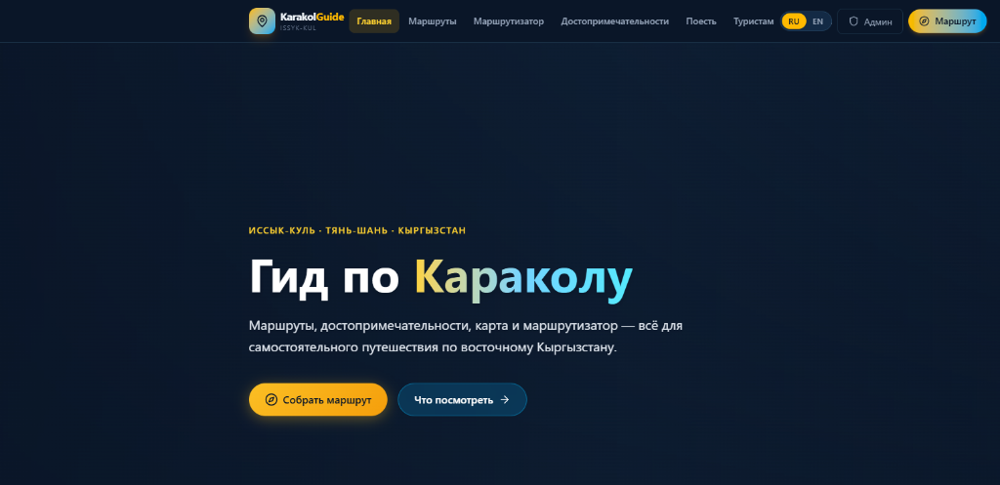 KarakolGuide
ISSYK-KUL
Главная
Маршруты
Маршрутизатор
Достопримечательности
Поесть
Туристам
RU
EN
Админ
Маршрут
ИССЫК-КУЛЬ · ТЯНЬ-ШАНЬ · КЫРГЫЗСТАН
Гид по Караколу
Маршруты, достопримечательности, карта и маршрутизатор — всё для
самостоятельного путешествия по восточному Кыргызстану.
Собрать маршрут
Что посмотреть →